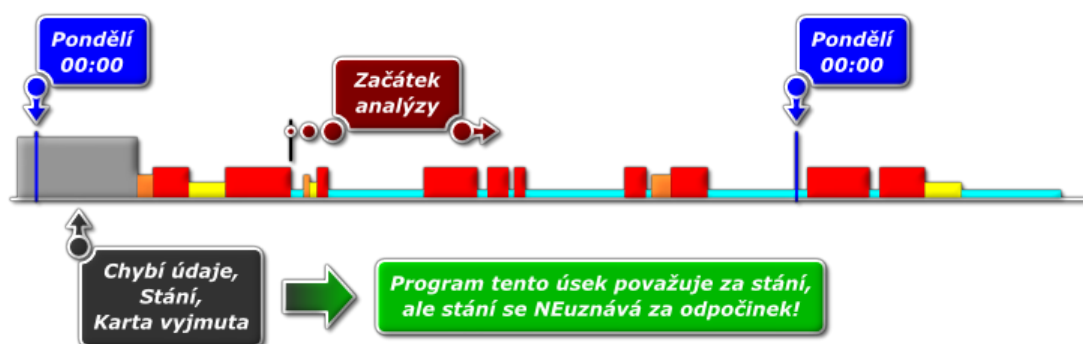 Pondělí
00:00
Začátek
analýzy
Pondělí
00:00
Chybí údaje,
Stání,
Karta vyjmuta
Program tento úsek považuje za stání,
ale stání se NEuznává za odpočinek!